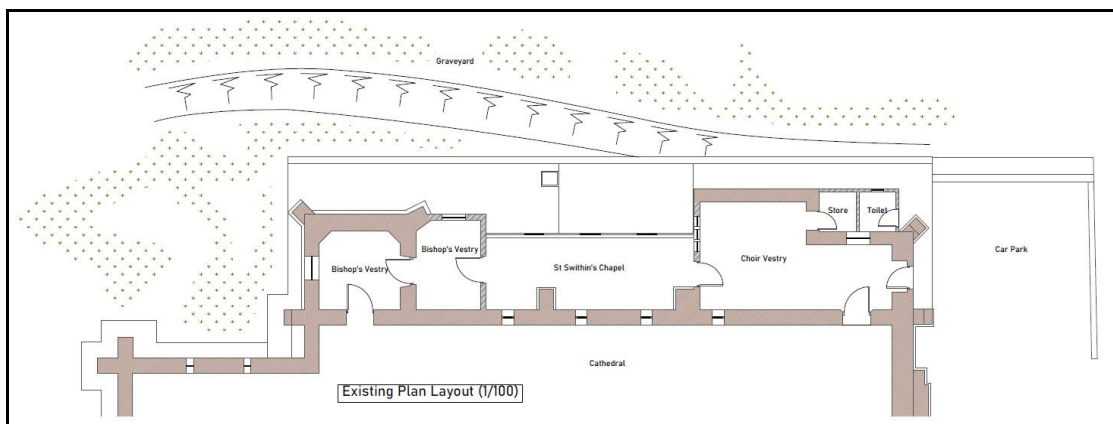 Graveyard
Store
Toilet
Bishop's Vestry
Car Park
Choir Vestry
Bishop's Vestry
St Swithin's Chapel
Cathedral
Existing Plan Layout (1/100)